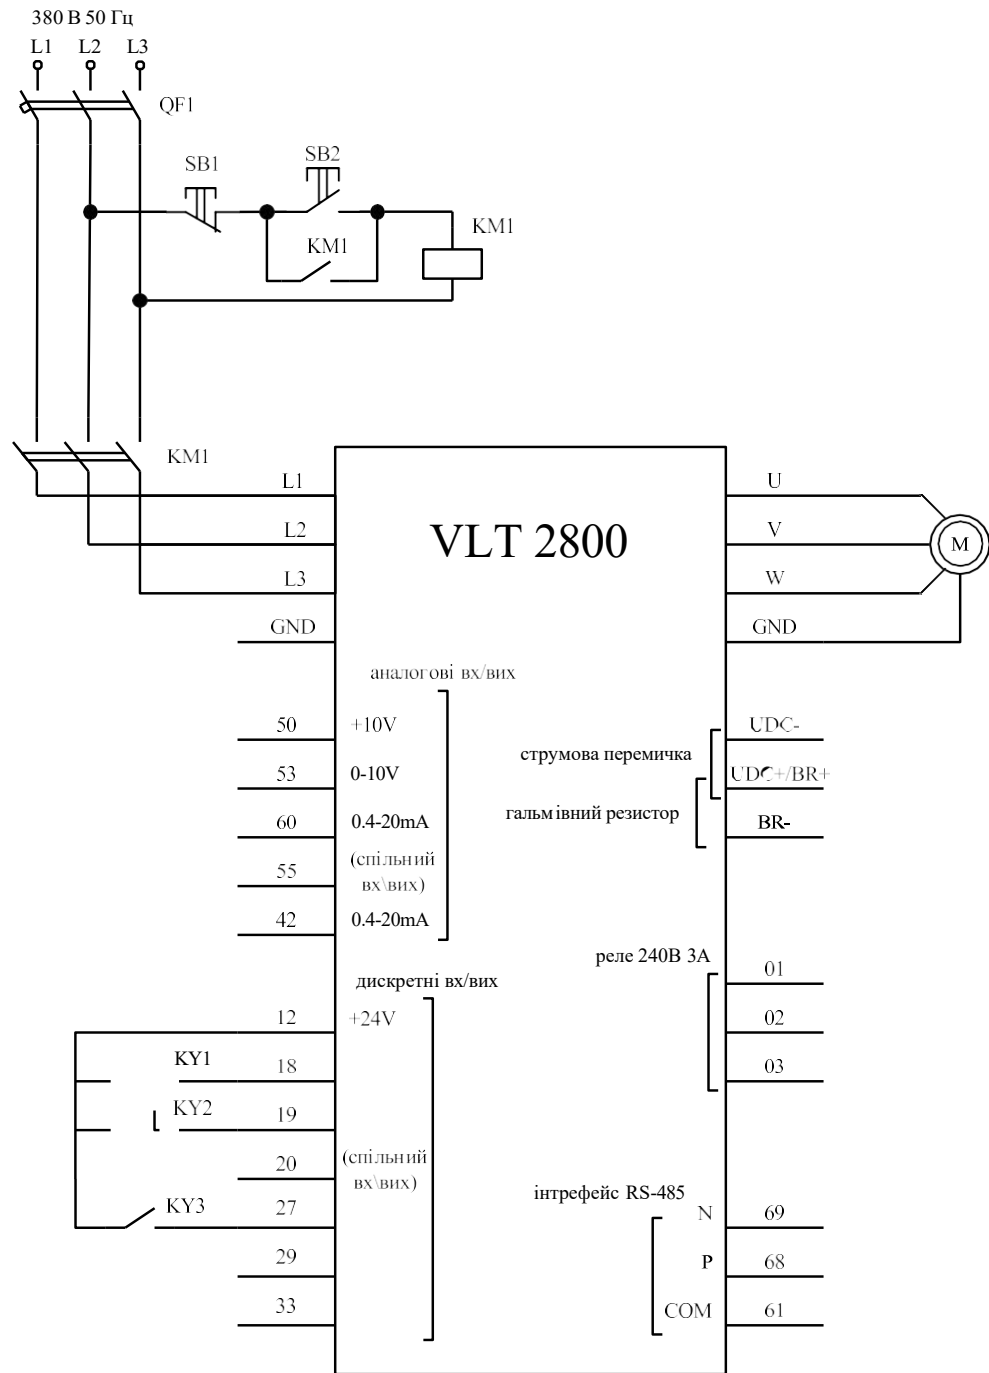 380 В 50 Гц
L1 L2 L3
QF1
SB1
SB2
KM1
KM1
KM1
VLT 2800
L1
L2
L3
GND
U
V
W
GND
M
аналогові вх/вих
50 +10V
53 0-10V
60 0.4-20mA
55 (спільний
вх\вих)
42 0.4-20mA
UDC-
струмова перемичка
UDC+/BR+
гальмівний резистор
BR-
дискретні вх/вих
12 +24V
KY1 18
KY2 19
20 (спільний
вх\вих)
KY3 27
29
33
реле 240В 3А
01
02
03
інтрефейс RS-485
N 69
P 68
COM 61